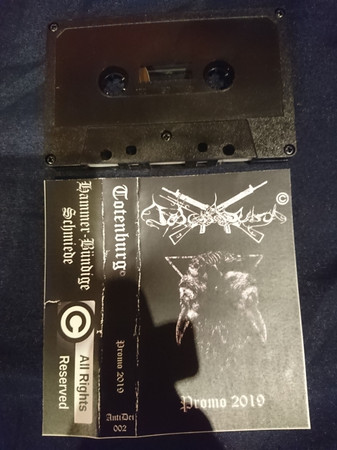 ©
Promo 2019
Totenburg
Promo 2019
AntiDei
002
Hammer-Bündige
Schmiede
© All Rights
Reserved